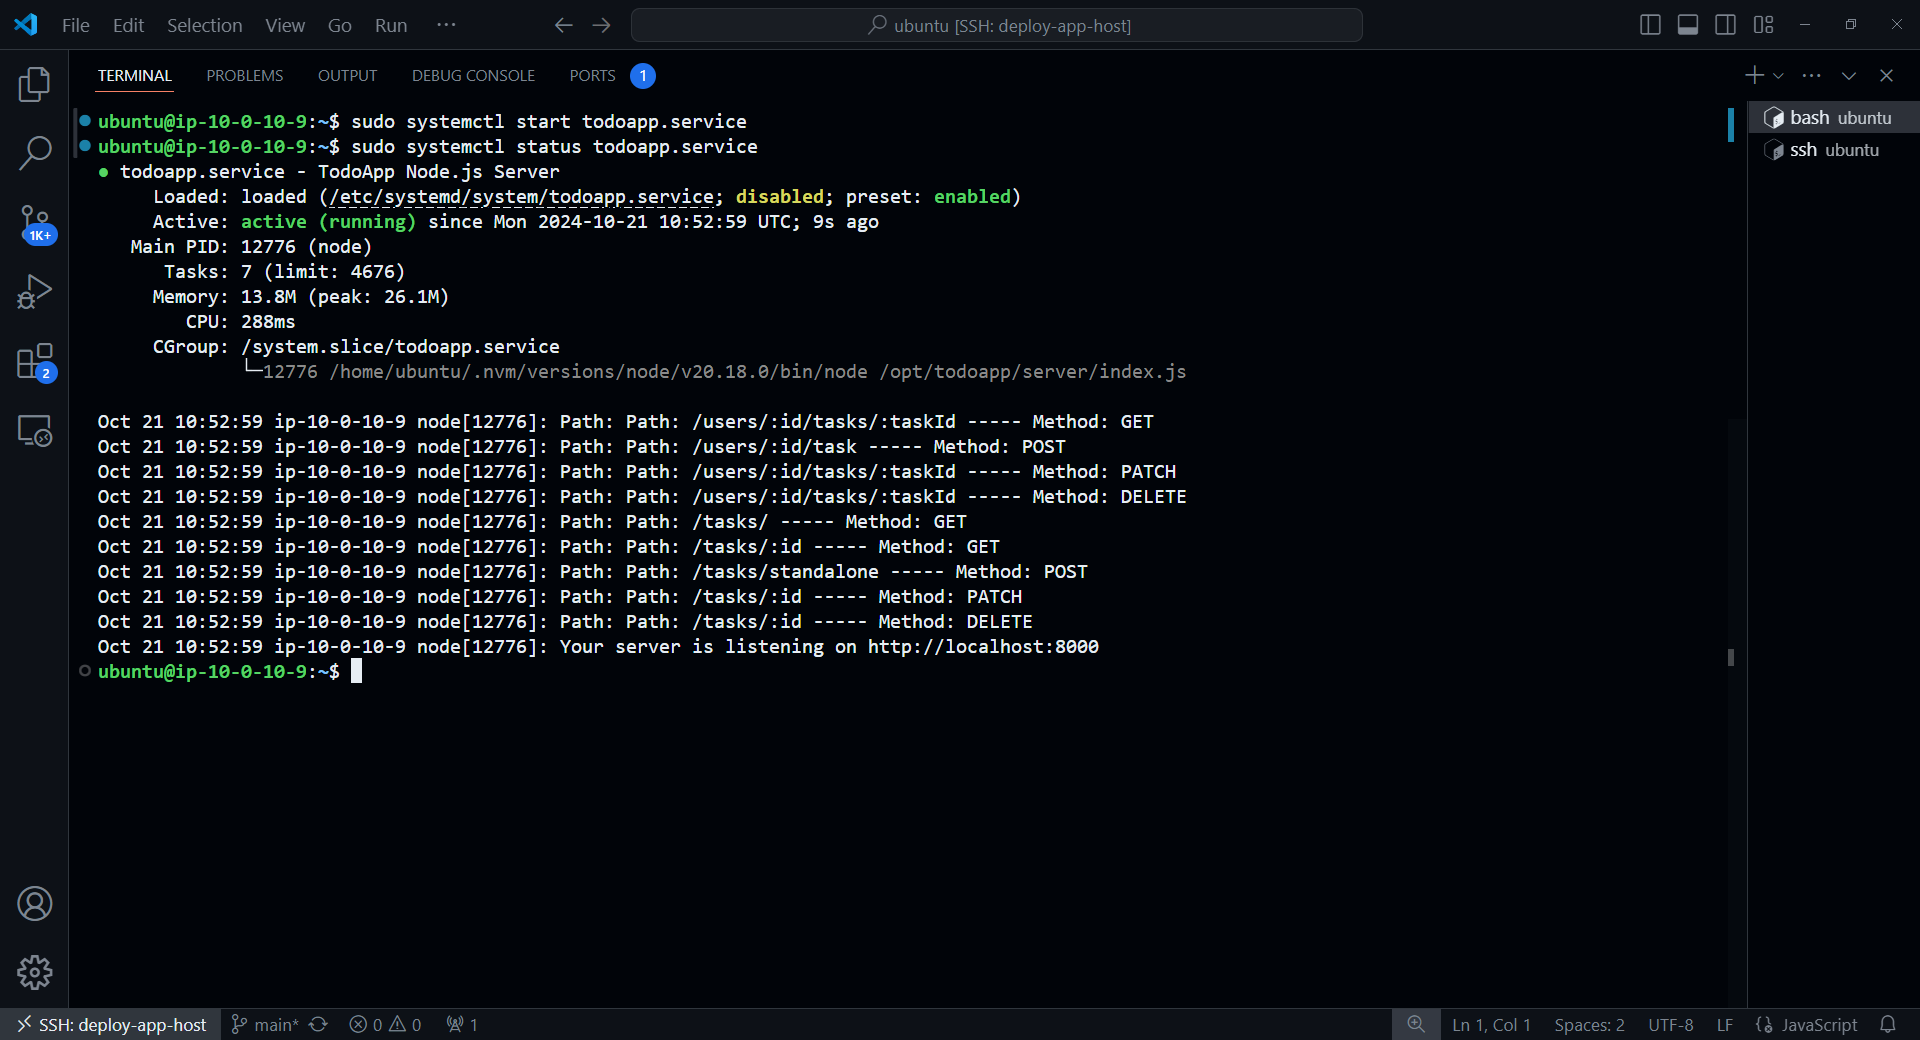 File Edit Selection View Go Run ···
ubuntu [SSH: deploy-app-host]
TERMINAL PROBLEMS OUTPUT DEBUG CONSOLE PORTS 1
ubuntu@ip-10-0-10-9:~$ sudo systemctl start todoapp.service
ubuntu@ip-10-0-10-9:~$ sudo systemctl status todoapp.service
● todoapp.service - TodoApp Node.js Server
Loaded: loaded (/etc/systemd/system/todoapp.service; disabled; preset: enabled)
Active: active (running) since Mon 2024-10-21 10:52:59 UTC; 9s ago
Main PID: 12776 (node)
Tasks: 7 (limit: 4676)
Memory: 13.8M (peak: 26.1M)
CPU: 288ms
CGroup: /system.slice/todoapp.service
└─12776 /home/ubuntu/.nvm/versions/node/v20.18.0/bin/node /opt/todoapp/server/index.js
Oct 21 10:52:59 ip-10-0-10-9 node[12776]: Path: Path: /users/:id/tasks/:taskId ----- Method: GET
Oct 21 10:52:59 ip-10-0-10-9 node[12776]: Path: Path: /users/:id/task ----- Method: POST
Oct 21 10:52:59 ip-10-0-10-9 node[12776]: Path: Path: /users/:id/tasks/:taskId ----- Method: PATCH
Oct 21 10:52:59 ip-10-0-10-9 node[12776]: Path: Path: /users/:id/tasks/:taskId ----- Method: DELETE
Oct 21 10:52:59 ip-10-0-10-9 node[12776]: Path: Path: /tasks/ ----- Method: GET
Oct 21 10:52:59 ip-10-0-10-9 node[12776]: Path: Path: /tasks/:id ----- Method: GET
Oct 21 10:52:59 ip-10-0-10-9 node[12776]: Path: Path: /tasks/standalone ----- Method: POST
Oct 21 10:52:59 ip-10-0-10-9 node[12776]: Path: Path: /tasks/:id ----- Method: PATCH
Oct 21 10:52:59 ip-10-0-10-9 node[12776]: Path: Path: /tasks/:id ----- Method: DELETE
Oct 21 10:52:59 ip-10-0-10-9 node[12776]: Your server is listening on http://localhost:8000
ubuntu@ip-10-0-10-9:~$
bash ubuntu
ssh ubuntu
1K+
2
SSH: deploy-app-host main* 0 0 1 Ln 1, Col 1 Spaces: 2 UTF-8 LF JavaScript